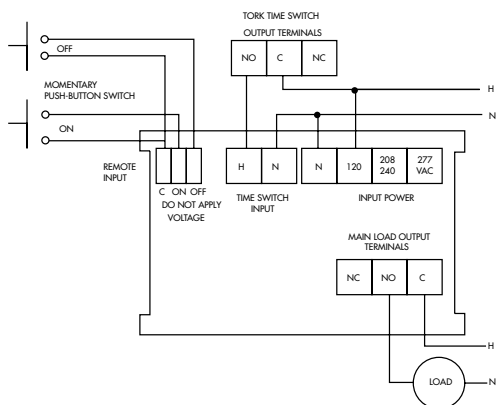 TORK TIME SWITCH
OUTPUT TERMINALS
OFF
NO C NC
MOMENTARY
PUSH-BUTTON SWITCH
H
N
ON
REMOTE
INPUT
H N
N 120 208 240 277 VAC
C ON OFF
DO NOT APPLY
VOLTAGE
TIME SWITCH
INPUT
INPUT POWER
MAIN LOAD OUTPUT
TERMINALS
NC NO C
H
LOAD
N